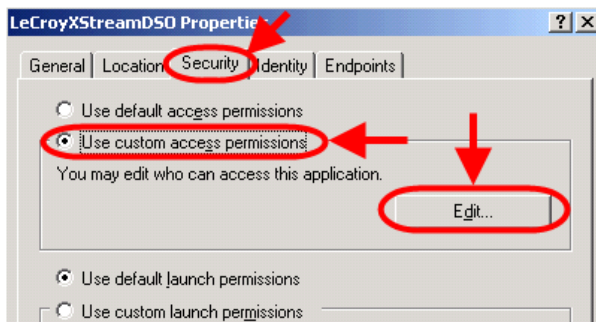 LeCroyXStreamDSO Properties
General Location Security Identity Endpoints
Use default access permissions
Use custom access permissions
You may edit who can access this application.
Edit...
Use default launch permissions
Use custom launch permissions